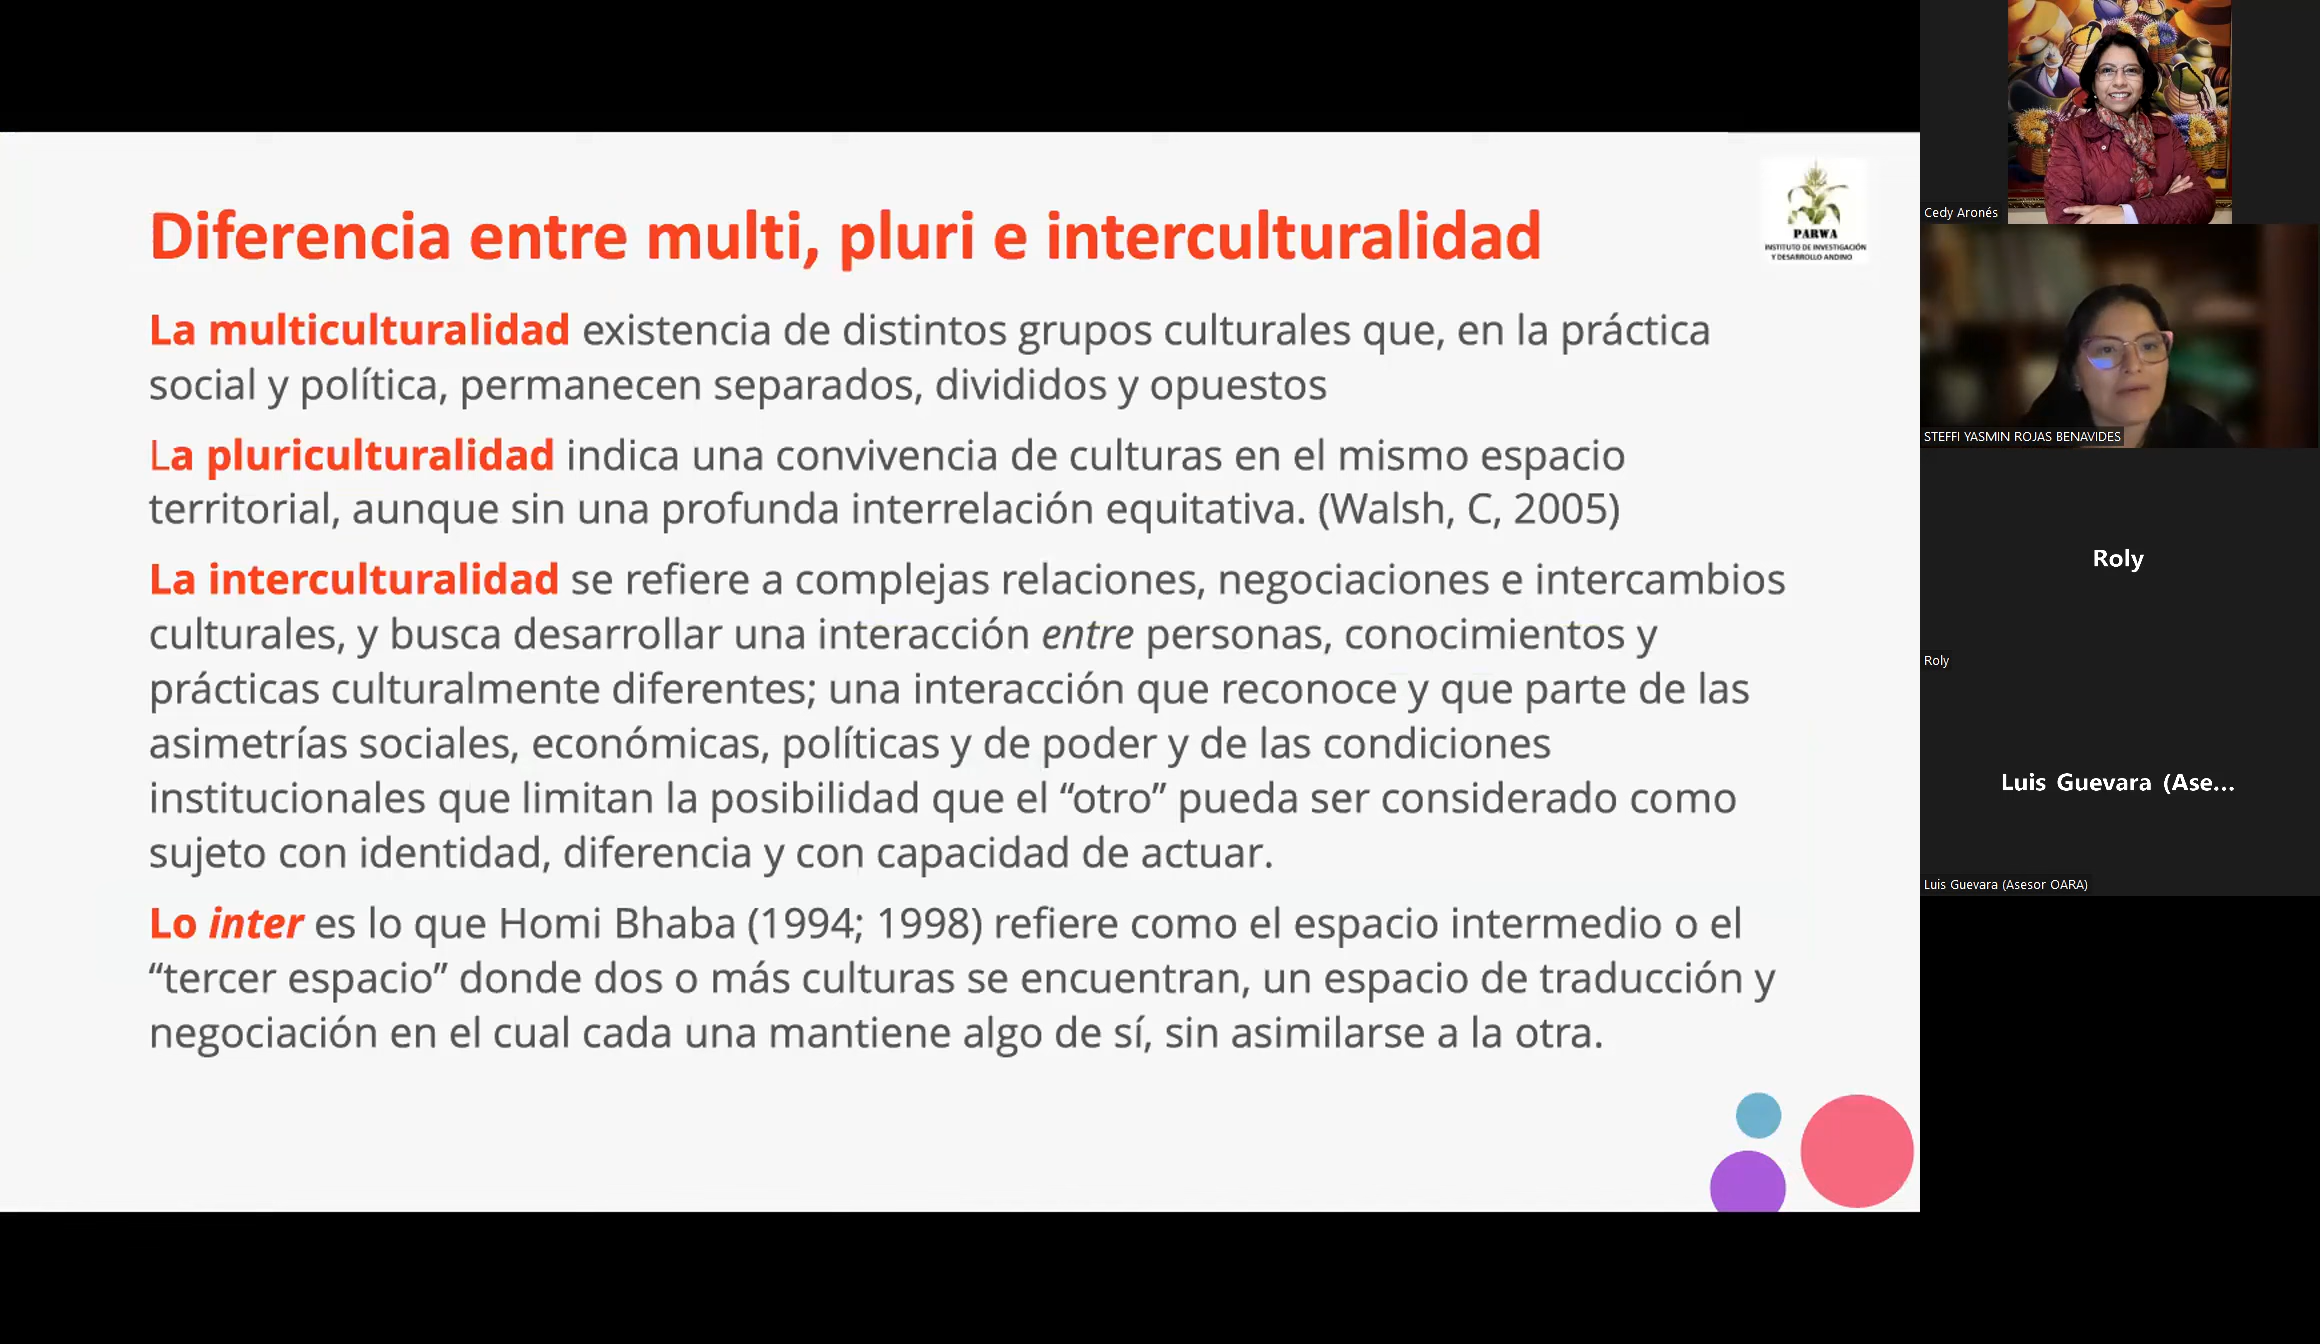 Diferencia entre multi, pluri e interculturalidad
PARWA
INSTITUTO DE INVESTIGACIÓN
Y DESARROLLO ANDINO
La multiculturalidad existencia de distintos grupos culturales que, en la práctica
social y política, permanecen separados, divididos y opuestos
La pluriculturalidad indica una convivencia de culturas en el mismo espacio
territorial, aunque sin una profunda interrelación equitativa. (Walsh, C, 2005)
La interculturalidad se refiere a complejas relaciones, negociaciones e intercambios
culturales, y busca desarrollar una interacción entre personas, conocimientos y
prácticas culturalmente diferentes; una interacción que reconoce y que parte de las
asimetrías sociales, económicas, políticas y de poder y de las condiciones
institucionales que limitan la posibilidad que el “otro” pueda ser considerado como
sujeto con identidad, diferencia y con capacidad de actuar.
Lo inter es lo que Homi Bhaba (1994; 1998) refiere como el espacio intermedio o el
“tercer espacio” donde dos o más culturas se encuentran, un espacio de traducción y
negociación en el cual cada una mantiene algo de sí, sin asimilarse a la otra.
Cedy Aronés
STEFFI YASMIN ROJAS BENAVIDES
Roly
Roly
Luis Guevara (Ase...
Luis Guevara (Asesor OARA)